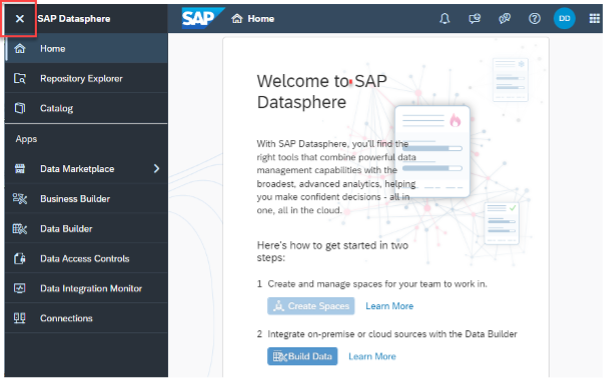 SAP Datasphere
Home
Repository Explorer
Catalog
Apps
Data Marketplace
Business Builder
Data Builder
Data Access Controls
Data Integration Monitor
Connections
SAP
Home
DD
Welcome to SAP
Datasphere
With SAP Datasphere, you'll find the
right tools that combine powerful data
management capabilities with the
broadest, advanced analytics, helping
you make confident decisions - all in
one, all in the cloud.
Here's how to get started in two
steps:
1 Create and manage spaces for your team to work in.
Create Spaces Learn More
2 Integrate on-premise or cloud sources with the Data Builder
Build Data Learn More